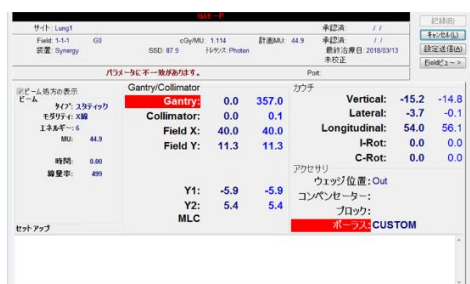 サイト: Lung1
承認済: / /
記録(R)
Field: 1-1-1 G0 cGy/MU: 1.114 計画MU: 44.9 承認済: / /
キャンセル(L)
装置: Synergy SSD: 87.9 トレランス: Photon 最終治療日: 2018/03/13
設定送信(A)
未校正
Fieldビュー>
パラメータに不一致があります。 Port:
ビーム処方の表示
Gantry/Collimator
カウチ
ビーム
タイプ: スタティック
モダリティ: X線
エネルギー: 6
MU: 44.9
時間: 0.00
線量率: 499
Gantry: 0.0 357.0
Collimator: 0.0 0.1
Field X: 40.0 40.0
Field Y: 11.3 11.3
Y1: -5.9 -5.9
Y2: 5.4 5.4
MLC
Vertical: -15.2 -14.8
Lateral: -3.7 -0.1
Longitudinal: 54.0 56.1
I-Rot: 0.0 0.0
C-Rot: 0.0 0.0
アクセサリ
ウェッジ位置: Out
コンペンセーター:
ブロック:
ボーラス: CUSTOM
セットアップ